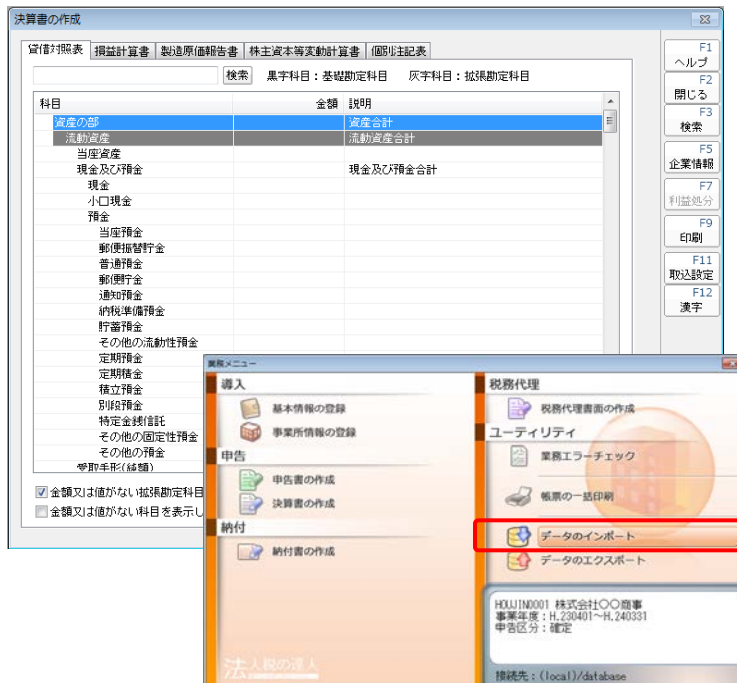 決算書の作成
貸借対照表 損益計算書 製造原価報告書 株主資本等変動計算書 個別注記表
検索 黒字科目：基礎勘定科目 灰字科目：拡張勘定科目
科目 金額 説明
資産の部 資産合計
流動資産 流動資産合計
当座資産
現金及び預金 現金及び預金合計
現金
小口現金
預金
当座預金
郵便振替貯金
普通預金
郵便貯金
通知預金
納税準備預金
貯蓄預金
その他の流動性預金
定期預金
定期積金
積立預金
別段預金
特定金銭信託
その他の固定性預金
その他の預金
受取手形(純額)
金額又は値がない拡張勘定科目
金額又は値がない科目を表示し
F1
ヘルプ
F2
閉じる
F3
検索
F5
企業情報
F7
利益処分
F9
印刷
F11
取込設定
F12
漢字
業務メニュー
導入
基本情報の登録
事業所情報の登録
申告
申告書の作成
決算書の作成
納付
納付書の作成
法人税の達人
税務代理
税務代理書面の作成
ユーティリティ
業務エラーチェック
帳票の一括印刷
データのインポート
データのエクスポート
HOUJIN0001 株式会社〇〇商事
事業年度：H.230401～H.240331
申告区分：確定
接続先：(local)/database